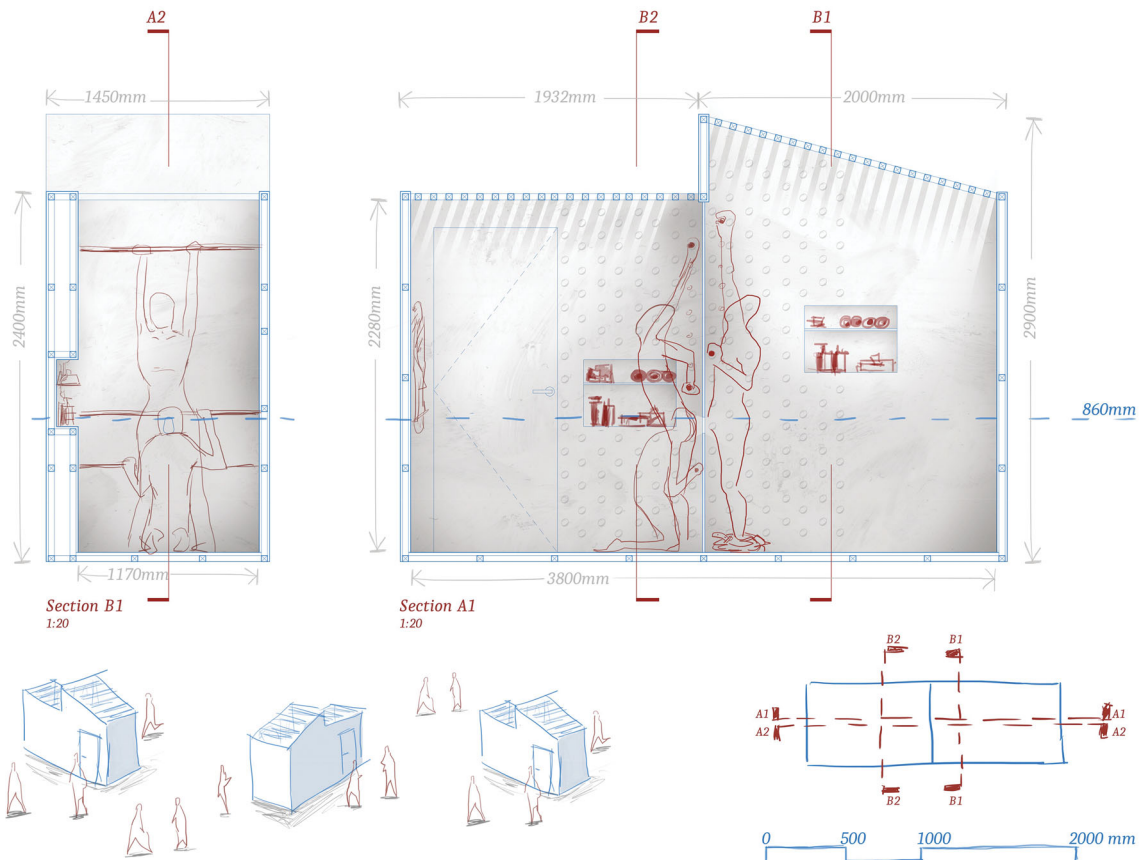 A2
B2
B1
1450mm
1932mm
2000mm
2400mm
2280mm
2900mm
860mm
1170mm
3800mm
Section B1
1:20
Section A1
1:20
B2
B1
A1
A1
A2
A2
B2
B1
0
500
1000
2000 mm